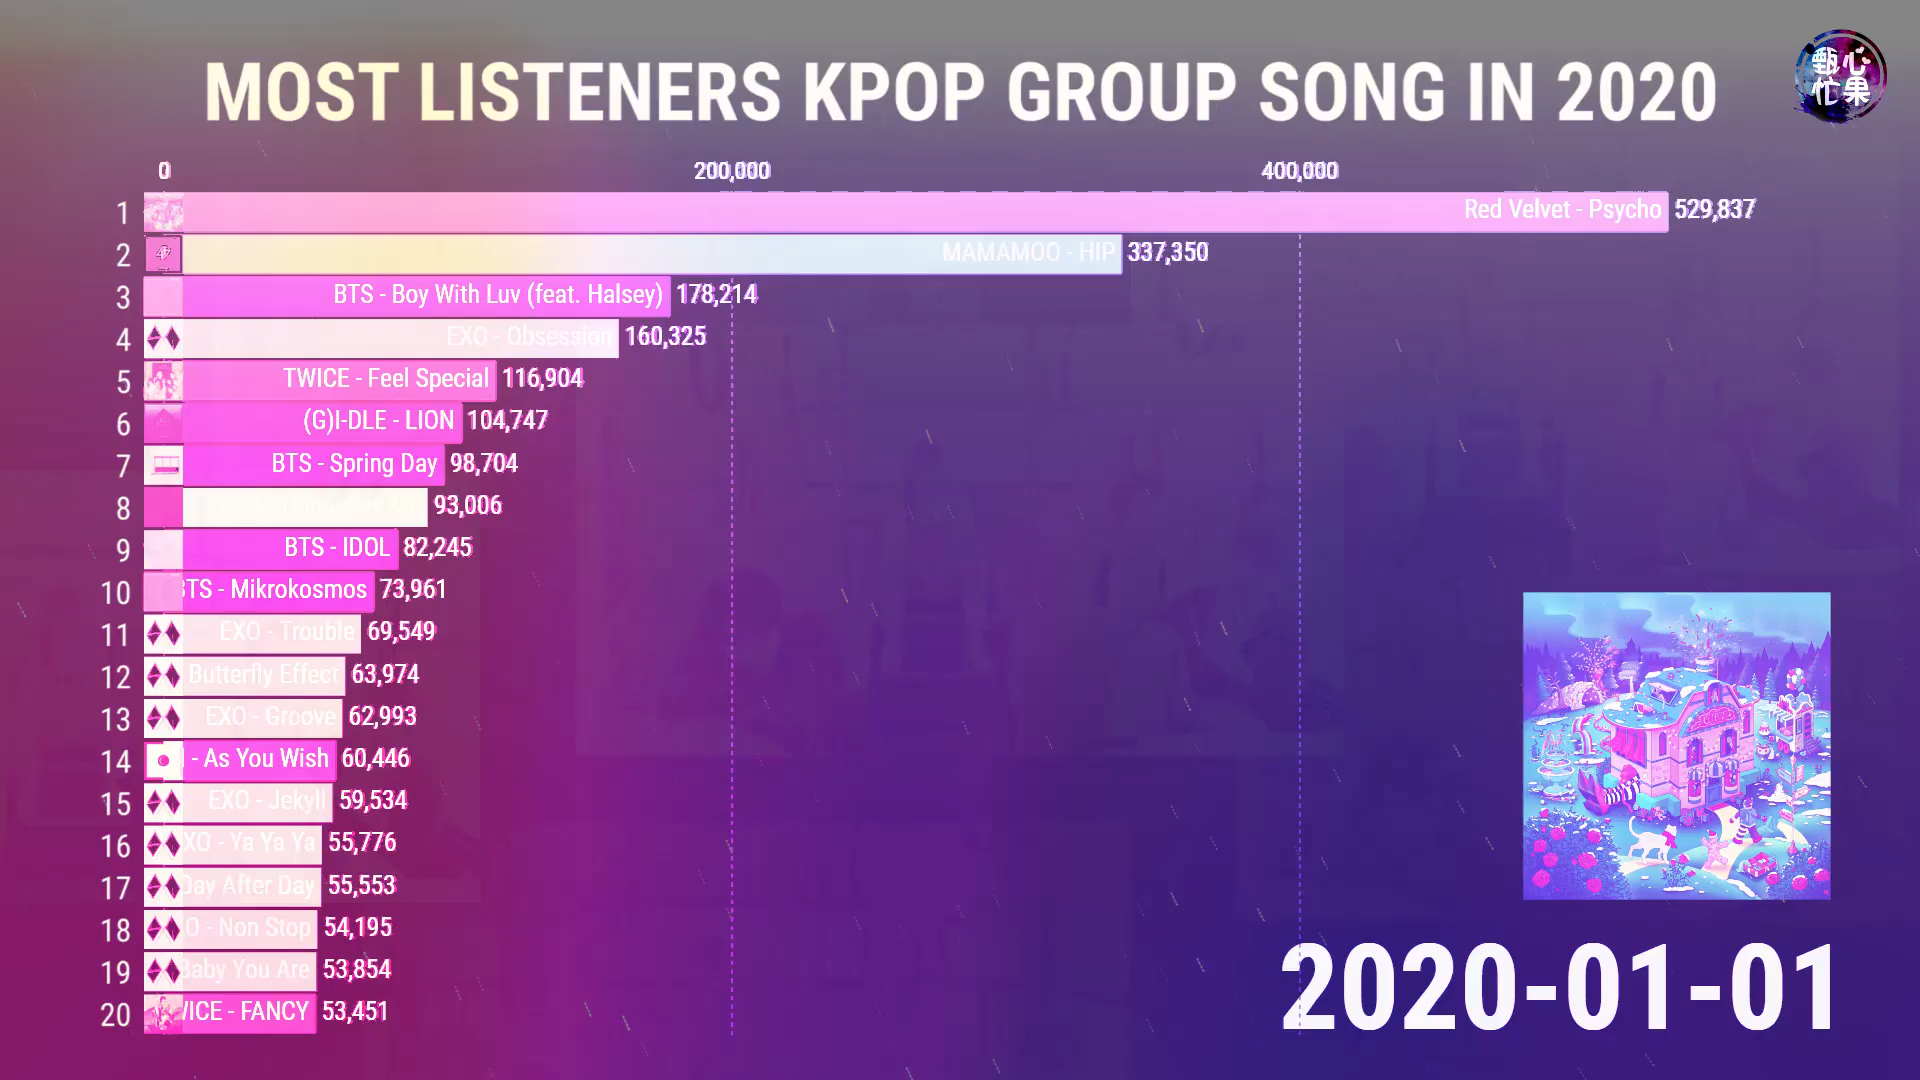 MOST LISTENERS KPOP GROUP SONG IN 2020
甄心
忙果
0 200,000 400,000
1 Red Velvet - Psycho 529,837
2 MAMAMOO - HIP 337,350
3 BTS - Boy With Luv (feat. Halsey) 178,214
4 EXO - Obsession 160,325
5 TWICE - Feel Special 116,904
6 (G)I-DLE - LION 104,747
7 BTS - Spring Day 98,704
8 93,006
9 BTS - IDOL 82,245
10 BTS - Mikrokosmos 73,961
11 EXO - Trouble 69,549
12 Butterfly Effect 63,974
13 EXO - Groove 62,993
14 - As You Wish 60,446
15 EXO - Jekyll 59,534
16 XO - Ya Ya Ya 55,776
17 Day After Day 55,553
18 O - Non Stop 54,195
19 Baby You Are 53,854
20 VICE - FANCY 53,451
2020-01-01